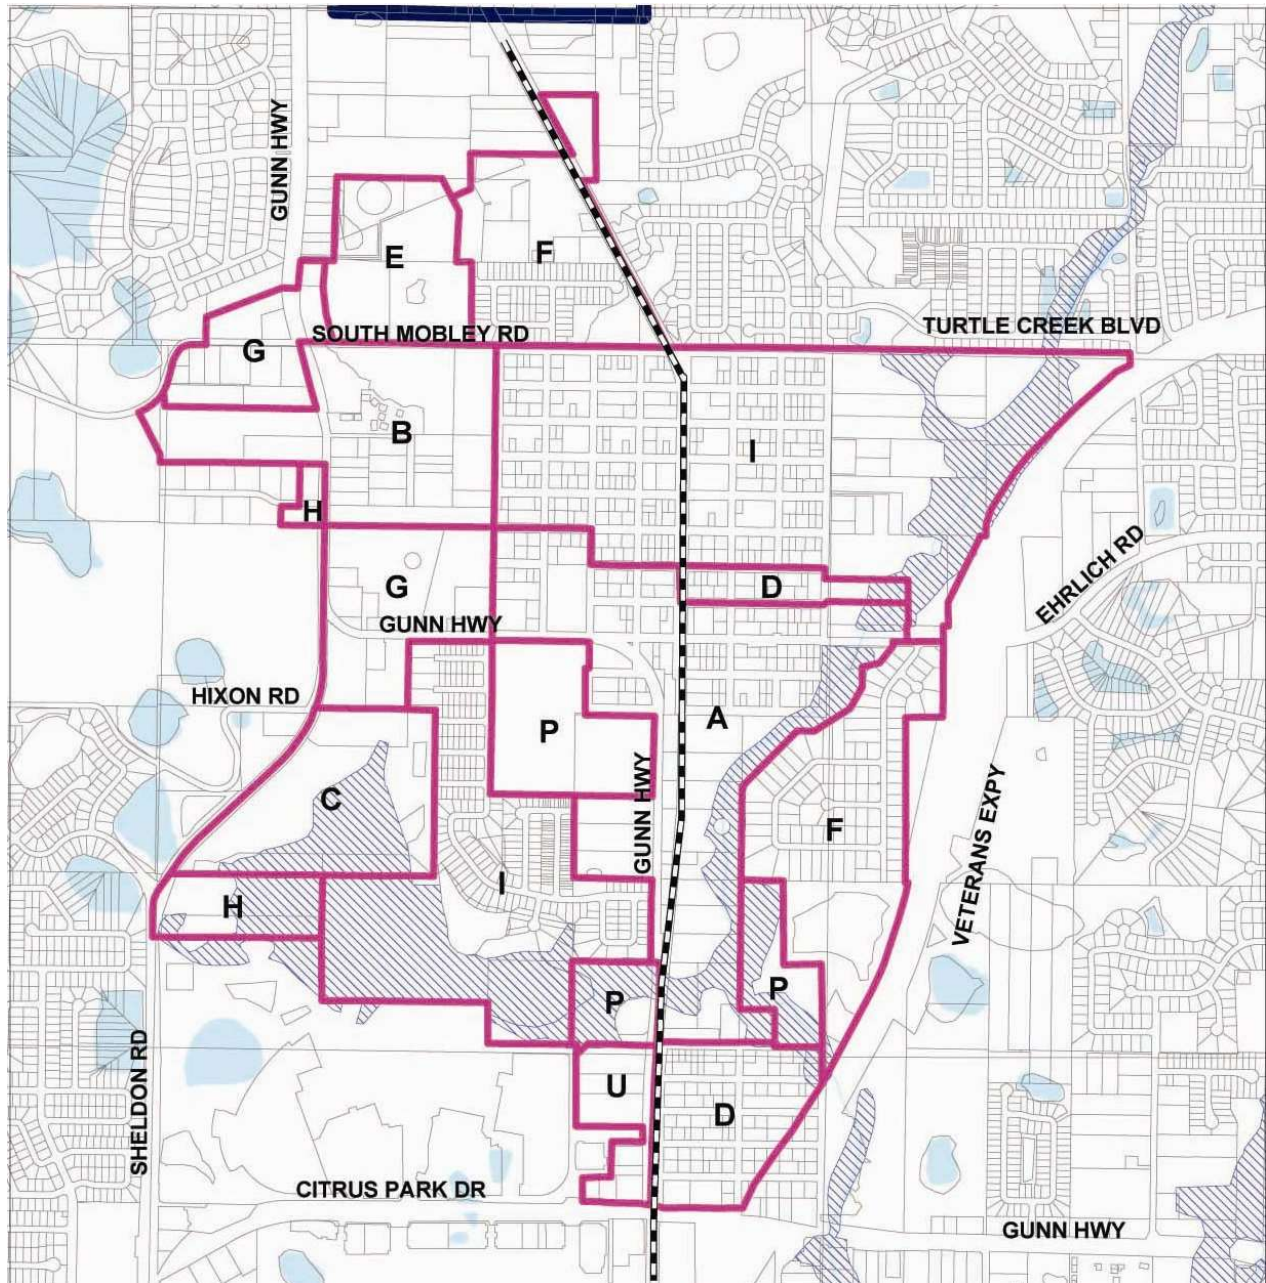 GUNN HWY
E
F
SOUTH MOBLEY RD
TURTLE CREEK BLVD
G
B
I
H
EHRLICH RD
G
D
GUNN HWY
HIXON RD
A
P
GUNN HWY
C
F
VETERANS EXPY
I
H
P
P
SHELDON RD
U
D
CITRUS PARK DR
GUNN HWY